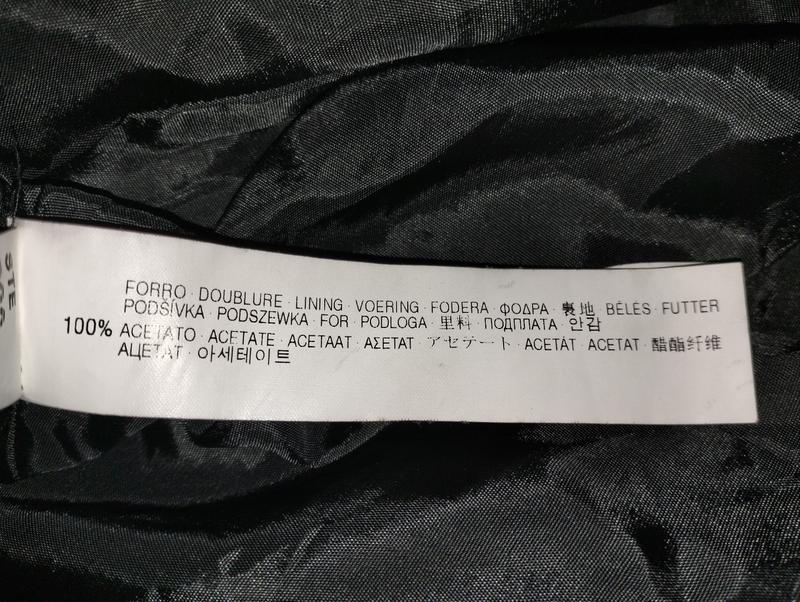 FORRO · DOUBLURE · LINING · VOERING · FODERA · ΦΟΔΡΑ · 裏地 · BÉLÉS · FUTTER
PODŠÍVKA · PODSZEWKA · FOR · PODLOGA · 里料 · ПОДПЛАТА · 안감
100% ACETATO · ACETATE · ACETAAT · ΑΣΕΤΑΤ · アセテート · ACETÁT · ACETAT · 醋酯纤维
АЦЕТАТ · 아세테이트
STE